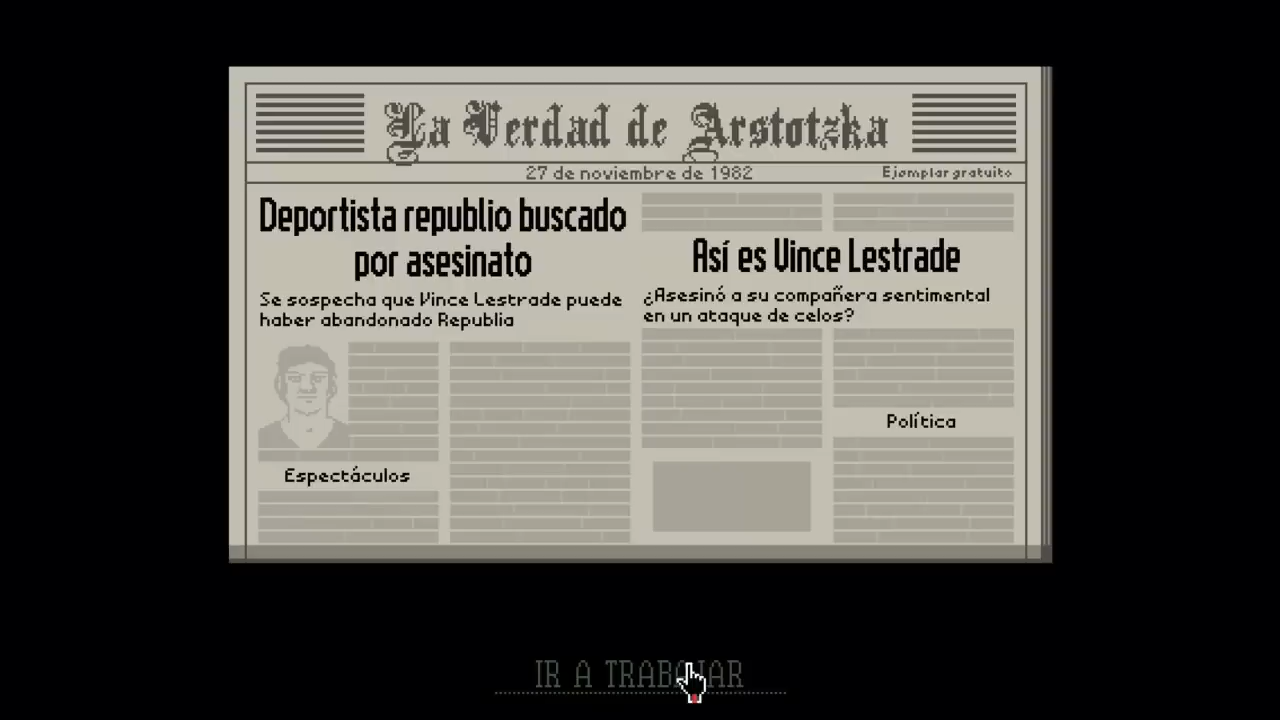 La Verdad de Arstotzka
27 de noviembre de 1982
Ejemplar gratuito
Deportista republio buscado
por asesinato
Se sospecha que Vince Lestrade puede
haber abandonado Republia
Espectáculos
Así es Vince Lestrade
¿Asesinó a su compañera sentimental
en un ataque de celos?
Política
IR A TRABAJAR